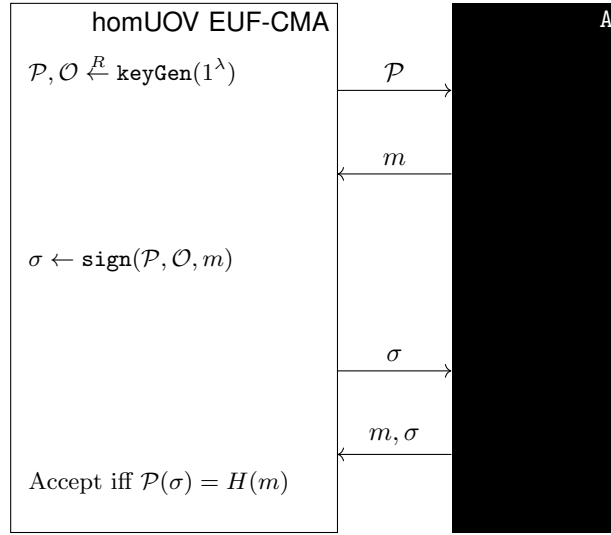 homUOV EUF-CMA
A
𝒫, 𝒪 ←ᴿ keyGen(1^λ)
𝒫
m
σ ← sign(𝒫, 𝒪, m)
σ
m, σ
Accept iff 𝒫(σ) = H(m)